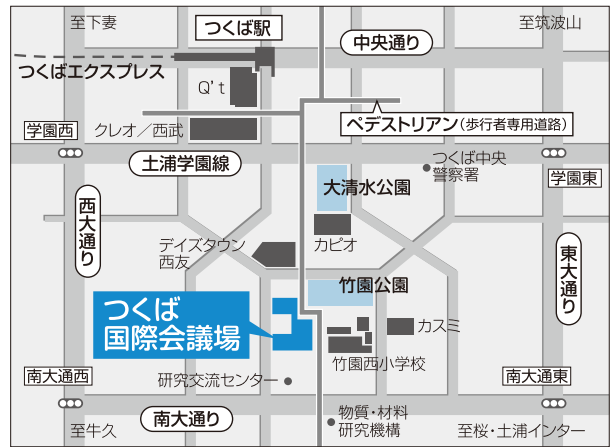 至下妻
つくば駅
中央通り
至筑波山
つくばエクスプレス
Q't
ペデストリアン(歩行者専用道路)
学園西
クレオ／西武
土浦学園線
つくば中央
警察署
学園東
大清水公園
西大通り
カピオ
デイズタウン
西友
東大通り
竹園公園
つくば
国際会議場
カスミ
竹園西小学校
南大通西
研究交流センター
南大通東
南大通り
物質・材料
研究機構
至牛久
至桜・土浦インター